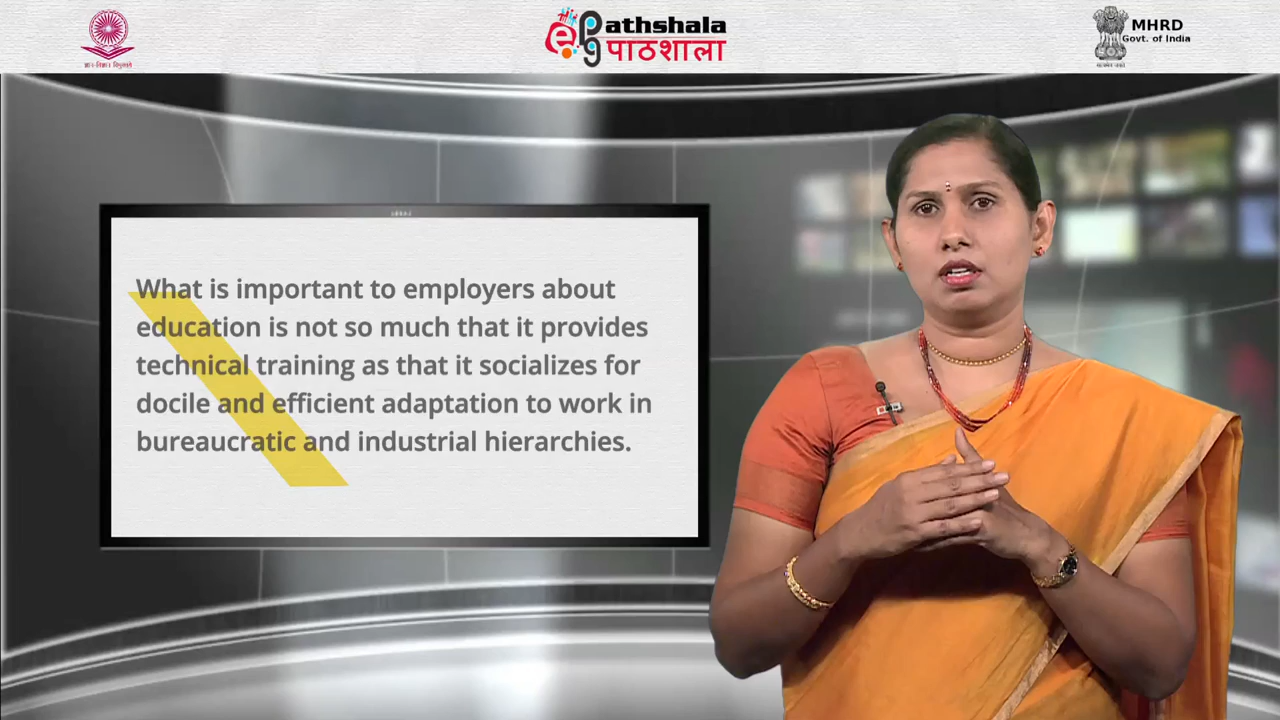 ePathshala
पाठशाला
MHRD
Govt. of India
What is important to employers about
education is not so much that it provides
technical training as that it socializes for
docile and efficient adaptation to work in
bureaucratic and industrial hierarchies.